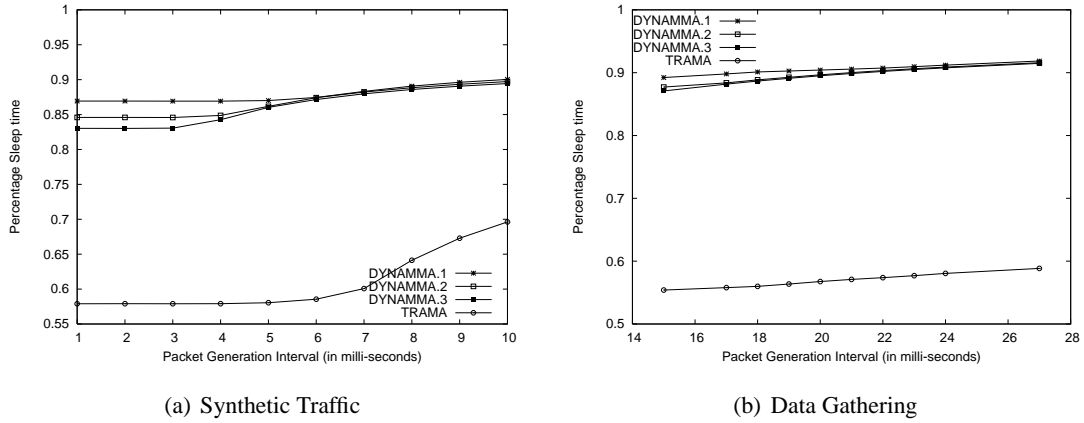 1
0.95
0.9
0.85
0.8
0.75
0.7
0.65
0.6
0.55
Percentage Sleep time
DYNAMMA.1
DYNAMMA.2
DYNAMMA.3
TRAMA
1 2 3 4 5 6 7 8 9 10
Packet Generation Interval (in milli-seconds)
(a) Synthetic Traffic
1
0.9
0.8
0.7
0.6
0.5
Percentage Sleep time
DYNAMMA.1
DYNAMMA.2
DYNAMMA.3
TRAMA
14 16 18 20 22 24 26 28
Packet Generation Interval (in milli-seconds)
(b) Data Gathering